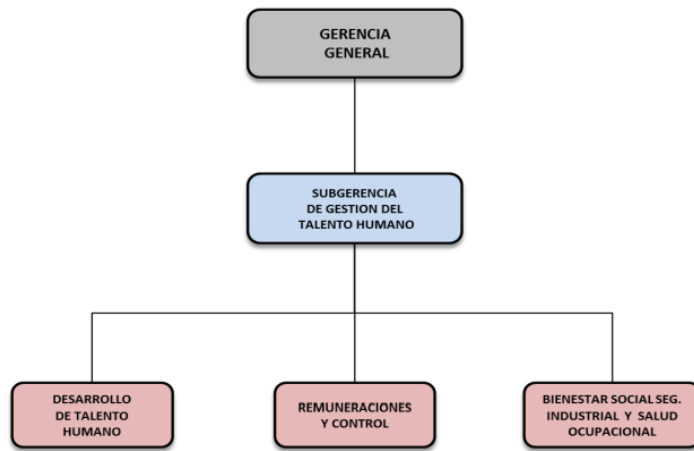 GERENCIA
GENERAL
SUBGERENCIA
DE GESTION DEL
TALENTO HUMANO
DESARROLLO
DE TALENTO
HUMANO
REMUNERACIONES
Y CONTROL
BIENESTAR SOCIAL SEG.
INDUSTRIAL Y SALUD
OCUPACIONAL